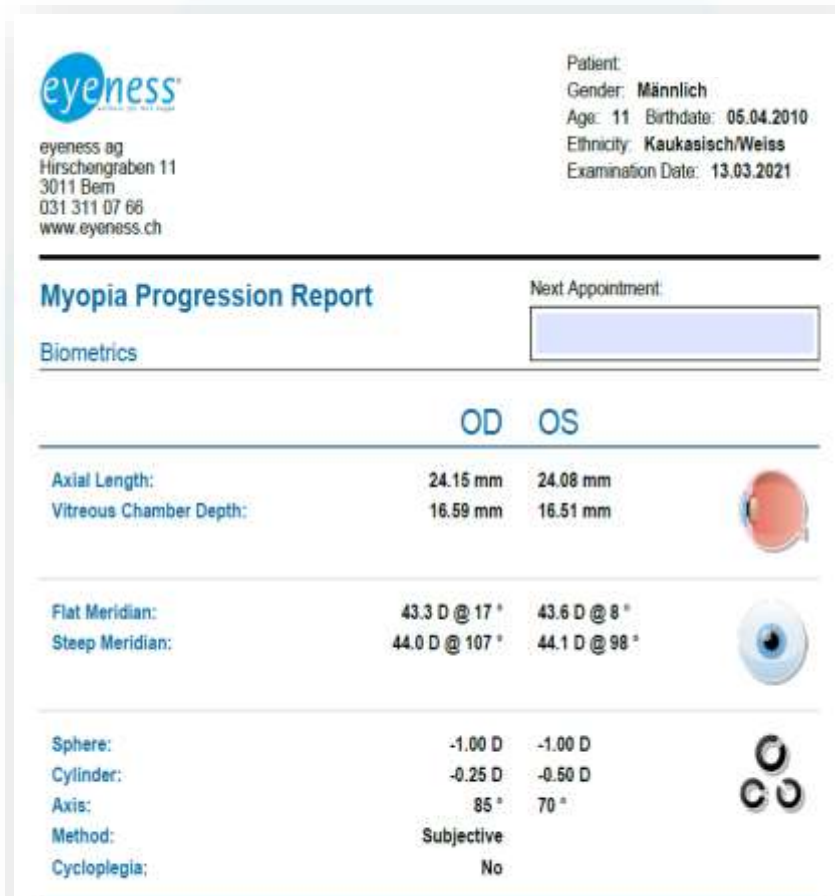 eyeness
Patient:
Gender: Männlich
Age: 11 Birthdate: 05.04.2010
Ethnicity: Kaukasisch/Weiss
Examination Date: 13.03.2021
eyeness ag
Hirschengraben 11
3011 Bern
031 311 07 66
www.eyeness.ch
Myopia Progression Report
Next Appointment:
Biometrics
OD OS
Axial Length: 24.15 mm 24.08 mm
Vitreous Chamber Depth: 16.59 mm 16.51 mm
Flat Meridian: 43.3 D @ 17 ° 43.6 D @ 8 °
Steep Meridian: 44.0 D @ 107 ° 44.1 D @ 98 °
Sphere: -1.00 D -1.00 D
Cylinder: -0.25 D -0.50 D
Axis: 85 ° 70 °
Method: Subjective
Cycloplegia: No